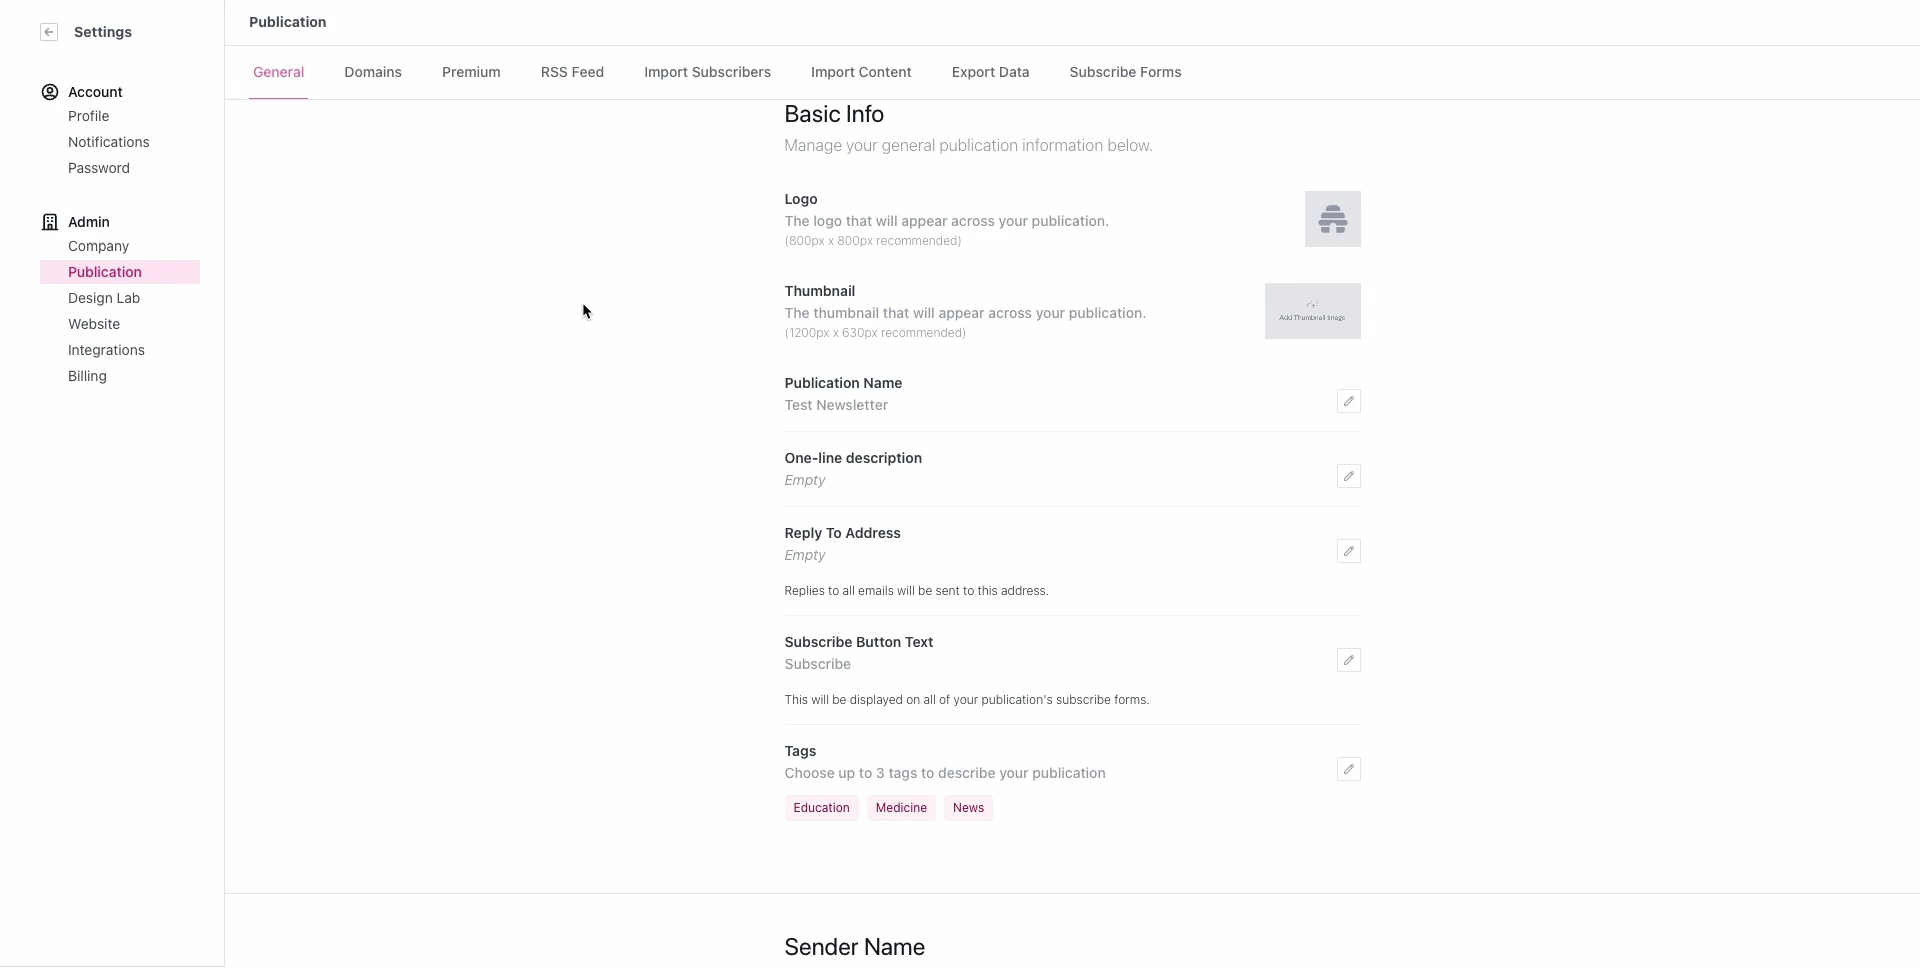 Settings
Account
Profile
Notifications
Password
Admin
Company
Publication
Design Lab
Website
Integrations
Billing
Publication
General Domains Premium RSS Feed Import Subscribers Import Content Export Data Subscribe Forms
Basic Info
Manage your general publication information below.
Logo
The logo that will appear across your publication.
(800px x 800px recommended)
Thumbnail
The thumbnail that will appear across your publication.
(1200px x 630px recommended)
Add Thumbnail Image
Publication Name
Test Newsletter
One-line description
Empty
Reply To Address
Empty
Replies to all emails will be sent to this address.
Subscribe Button Text
Subscribe
This will be displayed on all of your publication's subscribe forms.
Tags
Choose up to 3 tags to describe your publication
Education Medicine News
Sender Name